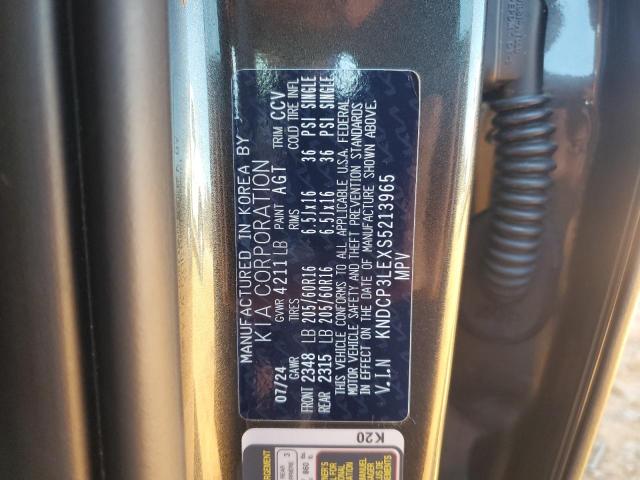 MANUFACTURED IN KOREA BY
KIA CORPORATION
07/24 GVWR 4211 LB PAINT AGT TRIM CCV
GAWR TIRES RIMS COLD TIRE INFL
FRONT 2348 LB 205/60R16 6.5Jx16 36 PSI SINGLE
REAR 2315 LB 205/60R16 6.5Jx16 36 PSI SINGLE
THIS VEHICLE CONFORMS TO ALL APPLICABLE U.S.A. FEDERAL
MOTOR VEHICLE SAFETY AND THEFT PREVENTION STANDARDS
IN EFFECT ON THE DATE OF MANUFACTURE SHOWN ABOVE.
V.I.N KNDCP3LEXS5213965
MPV
K20
REAR 3
860